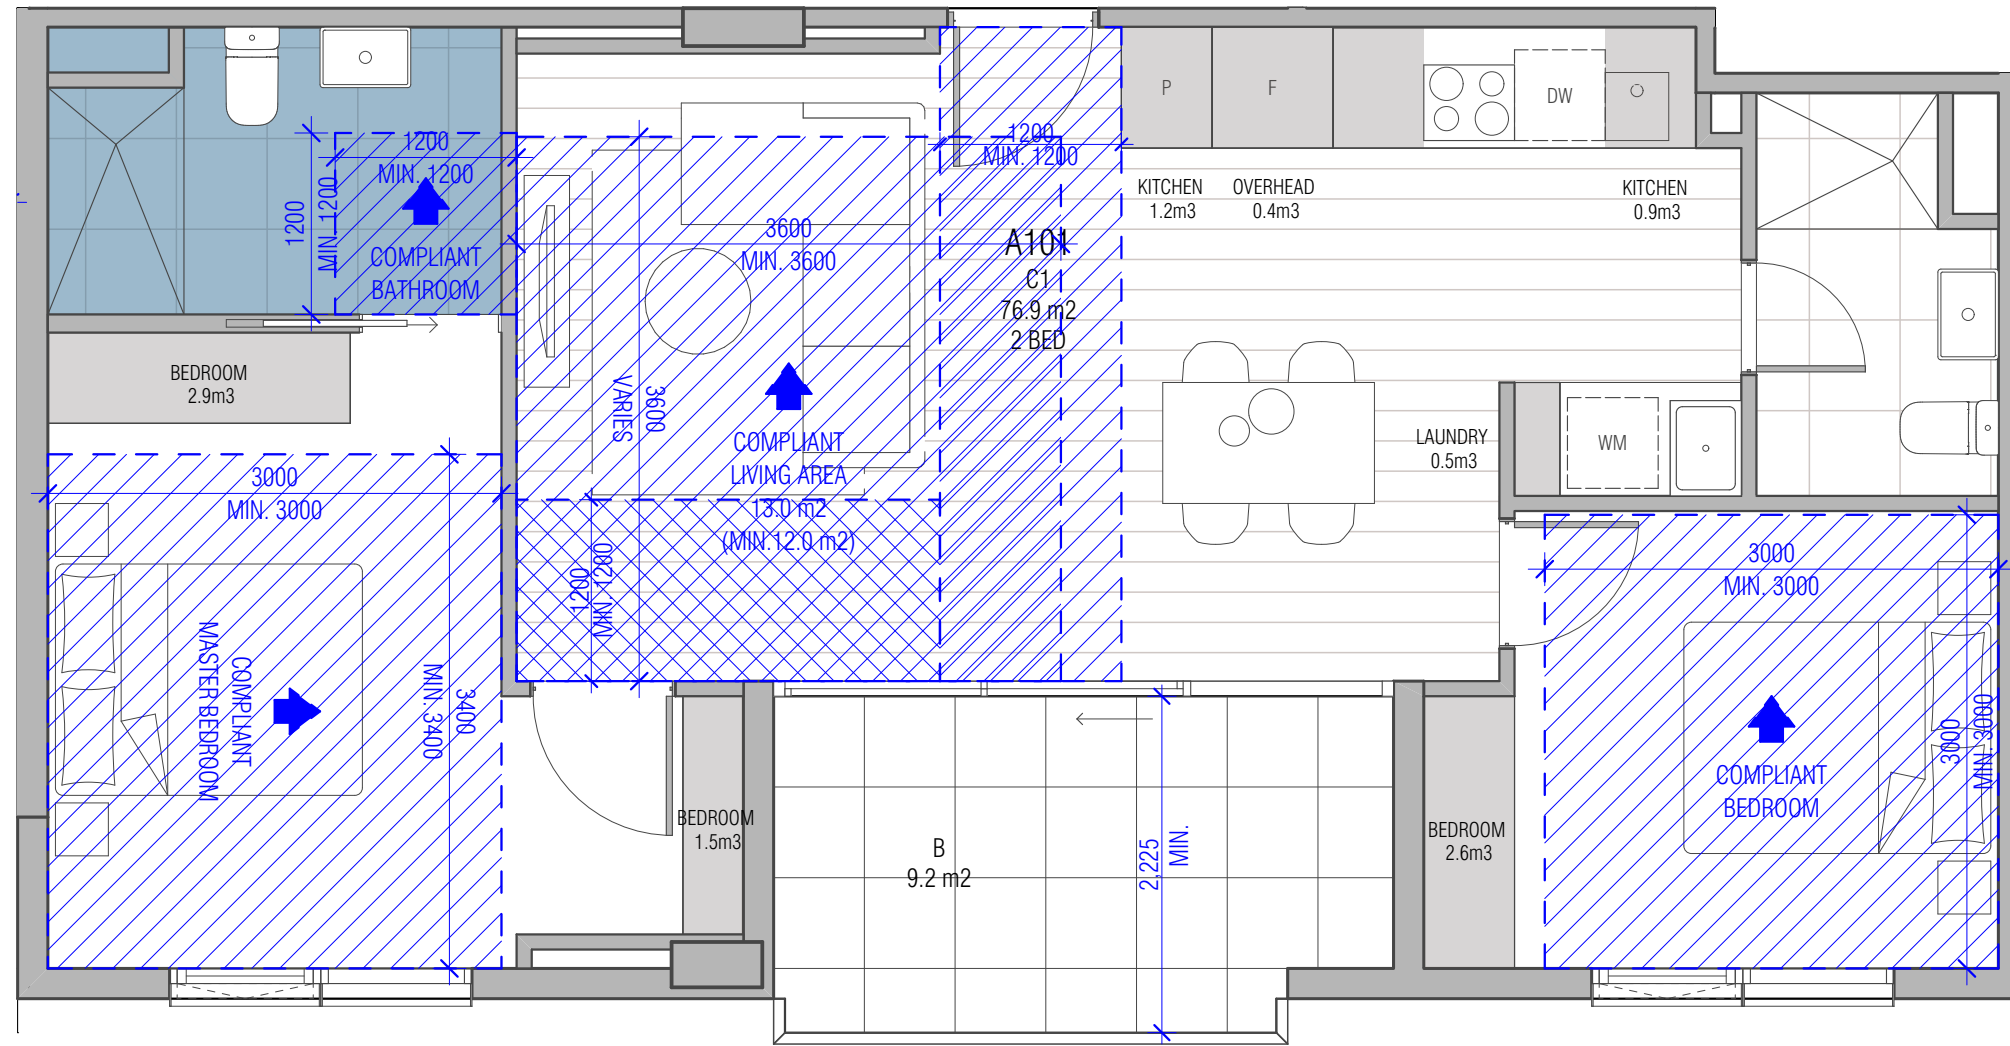 1200
MIN. 1200
1200
MIN. 1200
COMPLIANT
BATHROOM
BEDROOM
2.9m3
3000
MIN. 3000
COMPLIANT
MASTER BEDROOM
3400
MIN. 3400
3600
MIN. 3600
3600
VARIES
COMPLIANT
LIVING AREA
13.0 m2
(MIN.12.0 m2)
1200
MIN. 1200
1200
MIN. 1200
A101
C1
76.9 m2
2 BED
P
F
DW
KITCHEN
1.2m3
OVERHEAD
0.4m3
KITCHEN
0.9m3
LAUNDRY
0.5m3
WM
BEDROOM
1.5m3
B
9.2 m2
2,225
MIN.
BEDROOM
2.6m3
3000
MIN. 3000
3000
MIN. 3000
COMPLIANT
BEDROOM